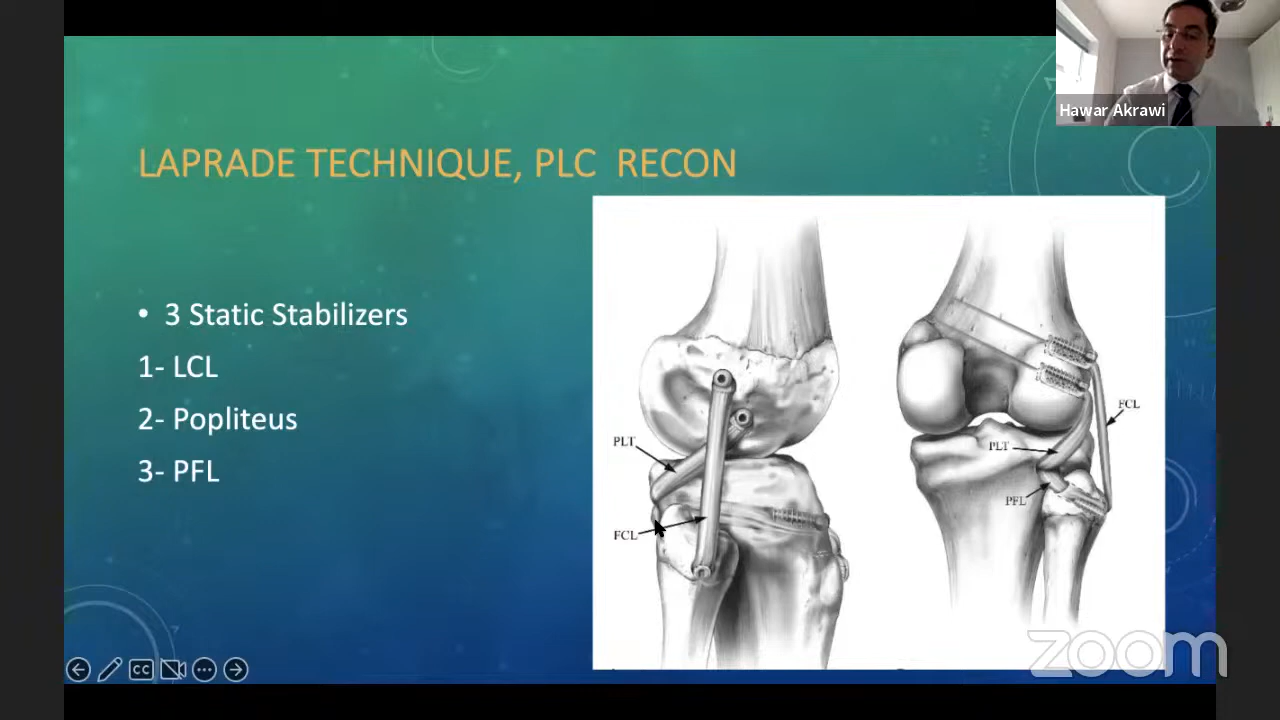 Hawar Akrawi
LAPRADE TECHNIQUE, PLC RECON
• 3 Static Stabilizers
1- LCL
2- Popliteus
3- PFL
PLT
FCL
FCL
PLT
PFL
CC
zoom